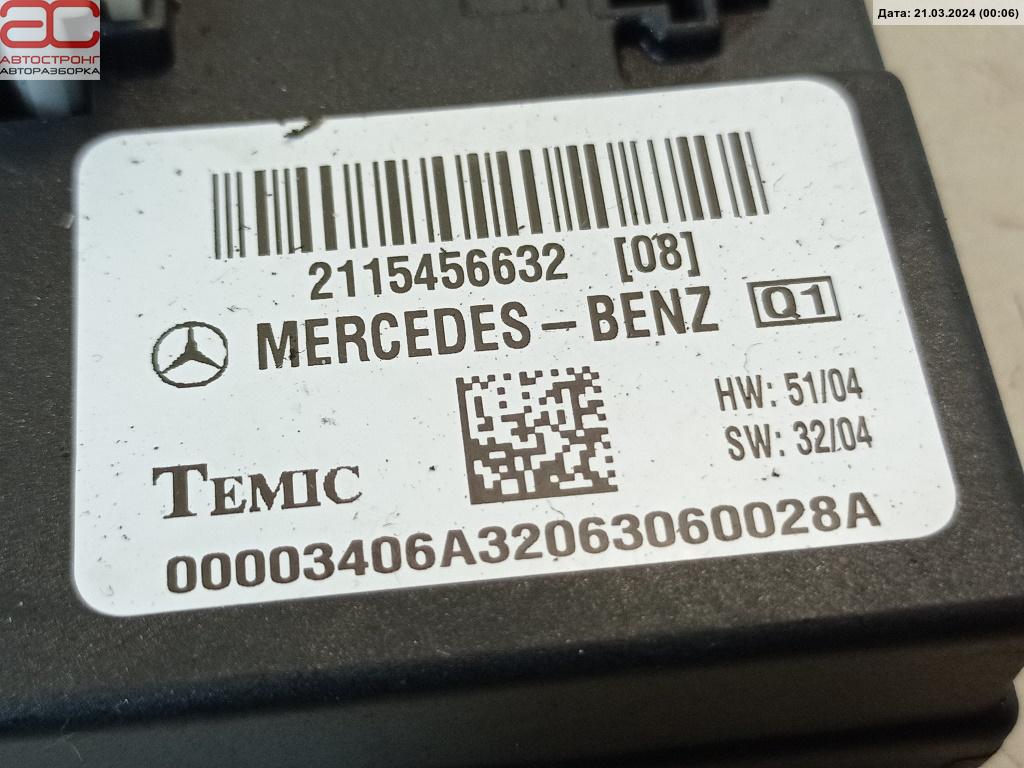 Дата: 21.03.2024 (00:06)
АС
АВТОСТРОНГ
АВТОРАЗБОРКА
2115456632 [08]
MERCEDES-BENZ Q1
HW: 51/04
SW: 32/04
TEMIC
00003406A32063060028A